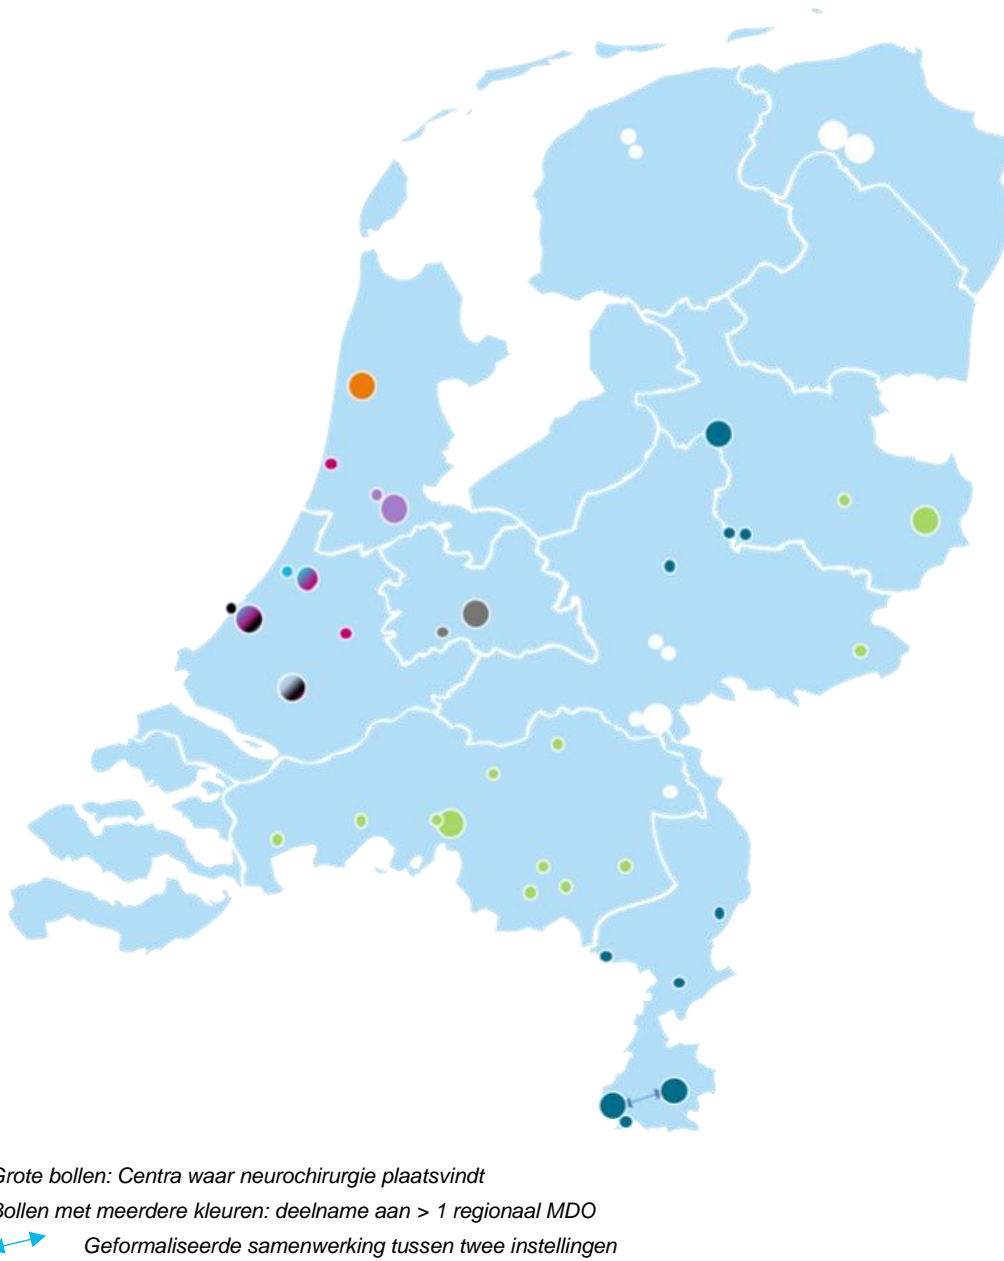 Grote bollen: Centra waar neurochirurgie plaatsvindt
Bollen met meerdere kleuren: deelname aan > 1 regionaal MDO
Geformaliseerde samenwerking tussen twee instellingen